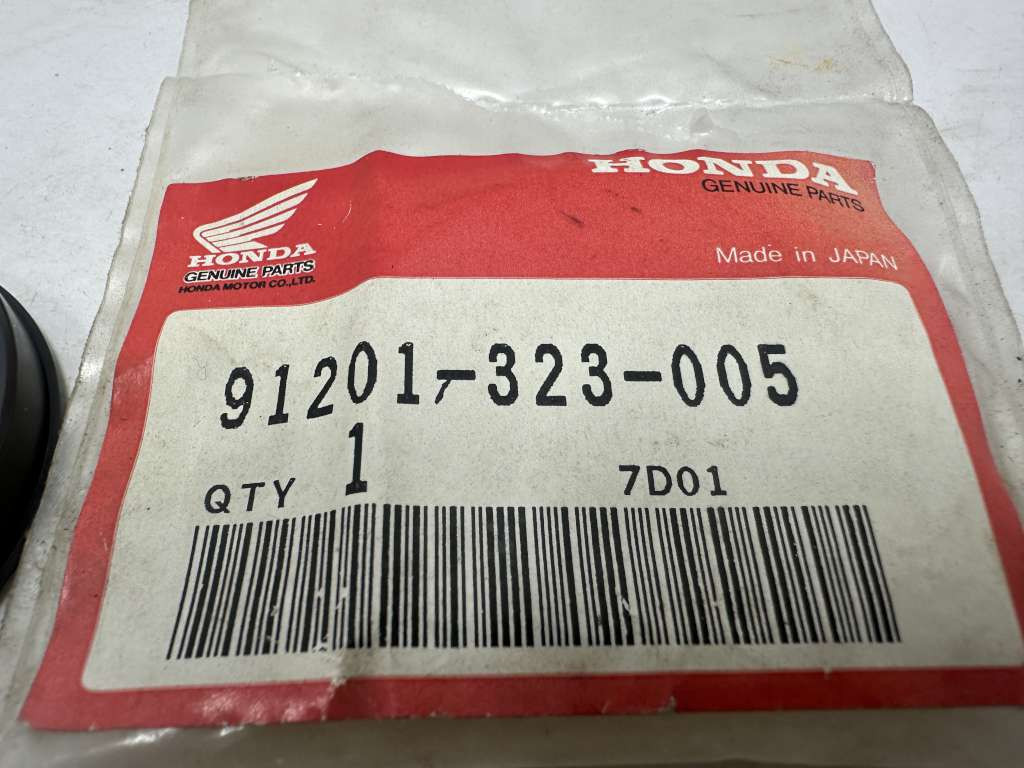 HONDA
GENUINE PARTS
Made in JAPAN
HONDA
GENUINE PARTS
HONDA MOTOR CO.,LTD.
91201-323-005
QTY 1 7D01